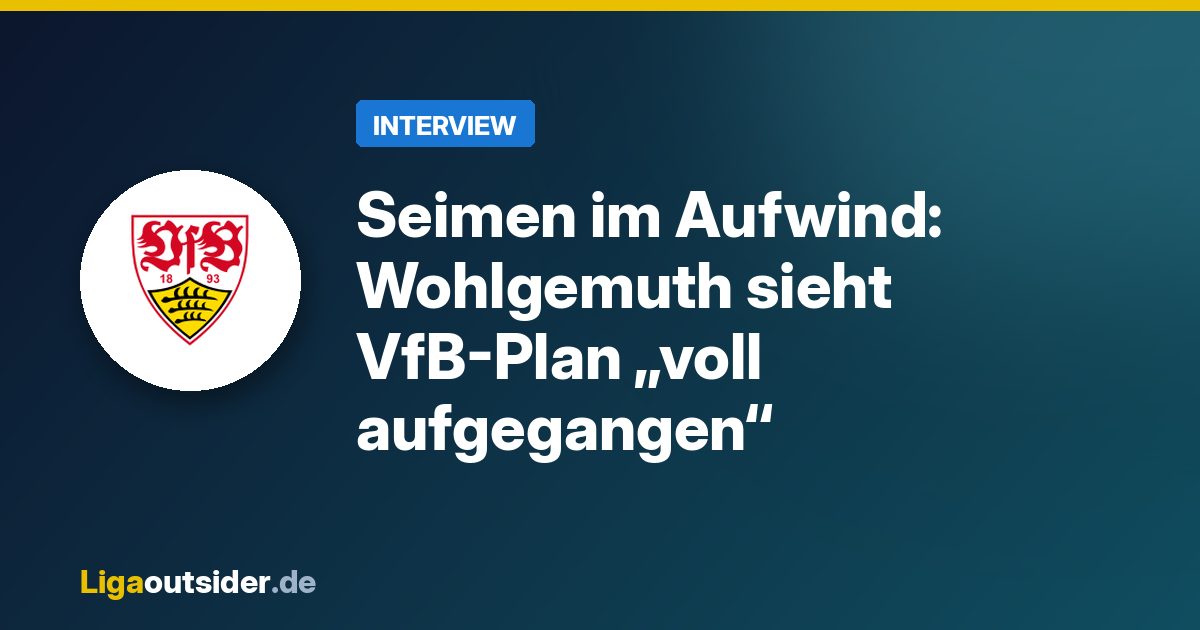 INTERVIEW
Seimen im Aufwind:
Wohlgemuth sieht
VfB-Plan „voll
aufgegangen“
VfB
18 93
Ligaoutsider.de